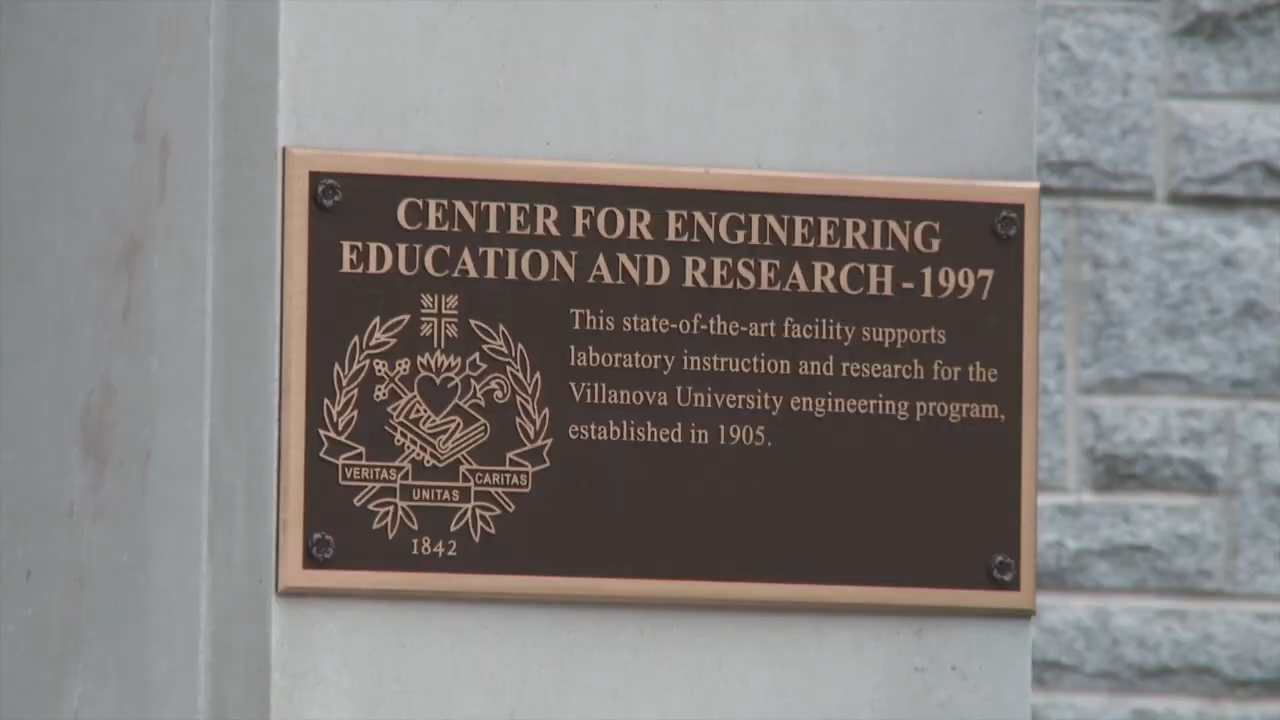 CENTER FOR ENGINEERING
EDUCATION AND RESEARCH - 1997
This state-of-the-art facility supports
laboratory instruction and research for the
Villanova University engineering program,
established in 1905.
VERITAS
UNITAS
CARITAS
1842